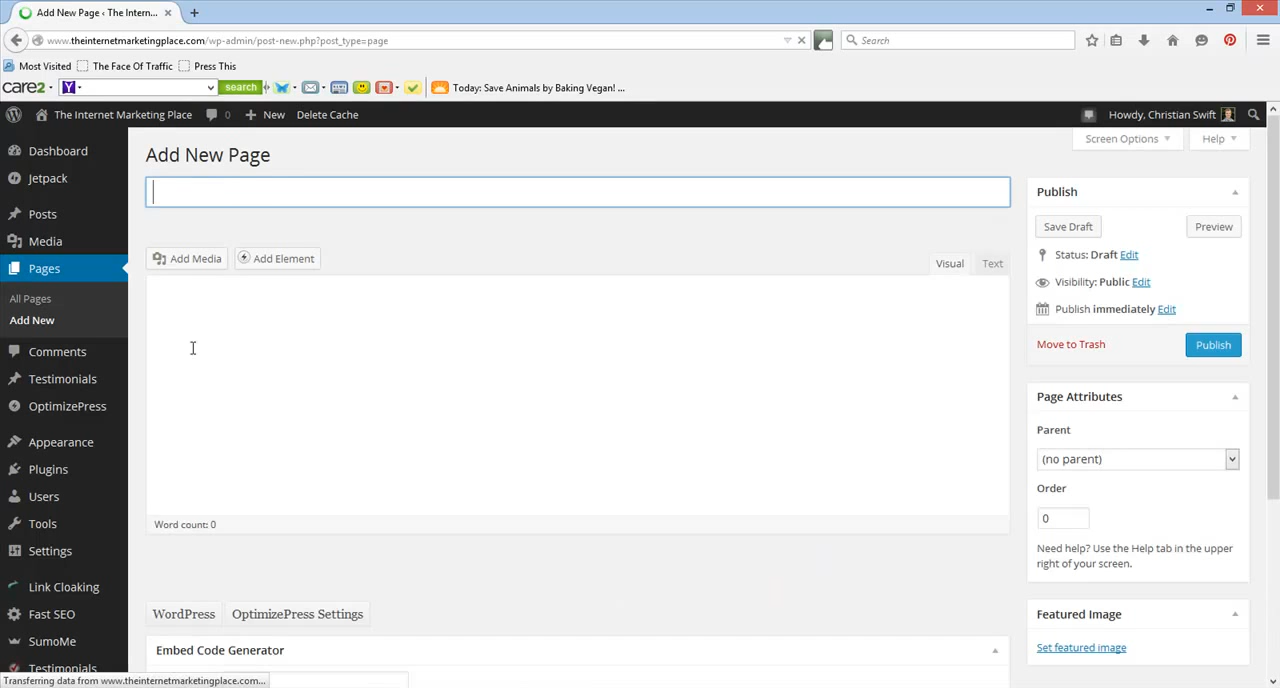 Add New Page ‹ The Intern...
www.theinternetmarketingplace.com/wp-admin/post-new.php?post_type=page
Search
Most Visited The Face Of Traffic Press This
care2 Y search Today: Save Animals by Baking Vegan! ...
The Internet Marketing Place 0 New Delete Cache Howdy, Christian Swift
Screen Options Help
Dashboard
Jetpack
Posts
Media
Pages
All Pages
Add New
Comments
Testimonials
OptimizePress
Appearance
Plugins
Users
Tools
Settings
Link Cloaking
Fast SEO
SumoMe
Testimonials
Transferring data from www.theinternetmarketingplace.com...
Add New Page
Add Media Add Element
Visual Text
Word count: 0
WordPress OptimizePress Settings
Embed Code Generator
Publish
Save Draft Preview
Status: Draft Edit
Visibility: Public Edit
Publish immediately Edit
Move to Trash Publish
Page Attributes
Parent
(no parent)
Order
0
Need help? Use the Help tab in the upper
right of your screen.
Featured Image
Set featured image